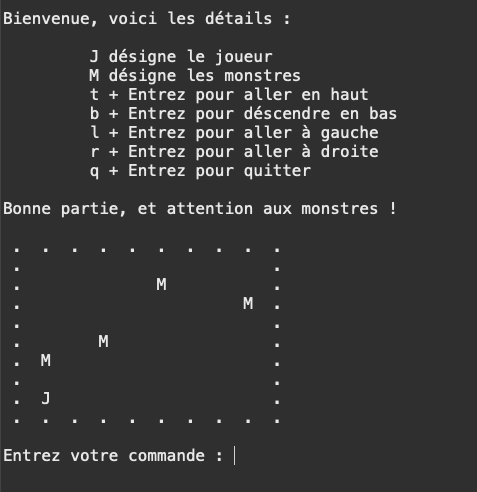 Bienvenue, voici les détails :

         J désigne le joueur
         M désigne les monstres
         t + Entrez pour aller en haut
         b + Entrez pour déscendre en bas
         l + Entrez pour aller à gauche
         r + Entrez pour aller à droite
         q + Entrez pour quitter

Bonne partie, et attention aux monstres !

 .  .  .  .  .  .  .  .  .  .
 .                          .
 .              M           .
 .                       M  .
 .                          .
 .        M                 .
 .  M                       .
 .                          .
 .  J                       .
 .  .  .  .  .  .  .  .  .  .

Entrez votre commande :